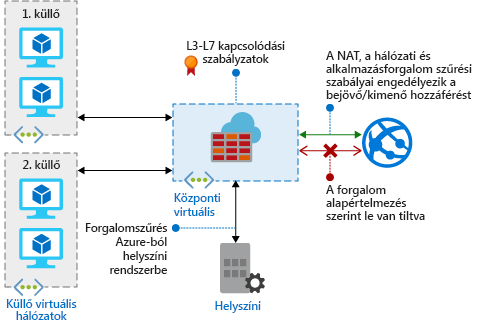 1. küllő
2. küllő
Küllő virtuális
hálózatok
L3-L7 kapcsolódási
szabályzatok
Központi
virtuális
Forgalomszűrés
Azure-ból
helyszíni
rendszerbe
Helyszíni
A NAT, a hálózati és
alkalmazásforgalom szűrési
szabályai engedélyezik a
bejövő/kimenő hozzáférést
A forgalom
alapértelmezés
szerint le van tiltva